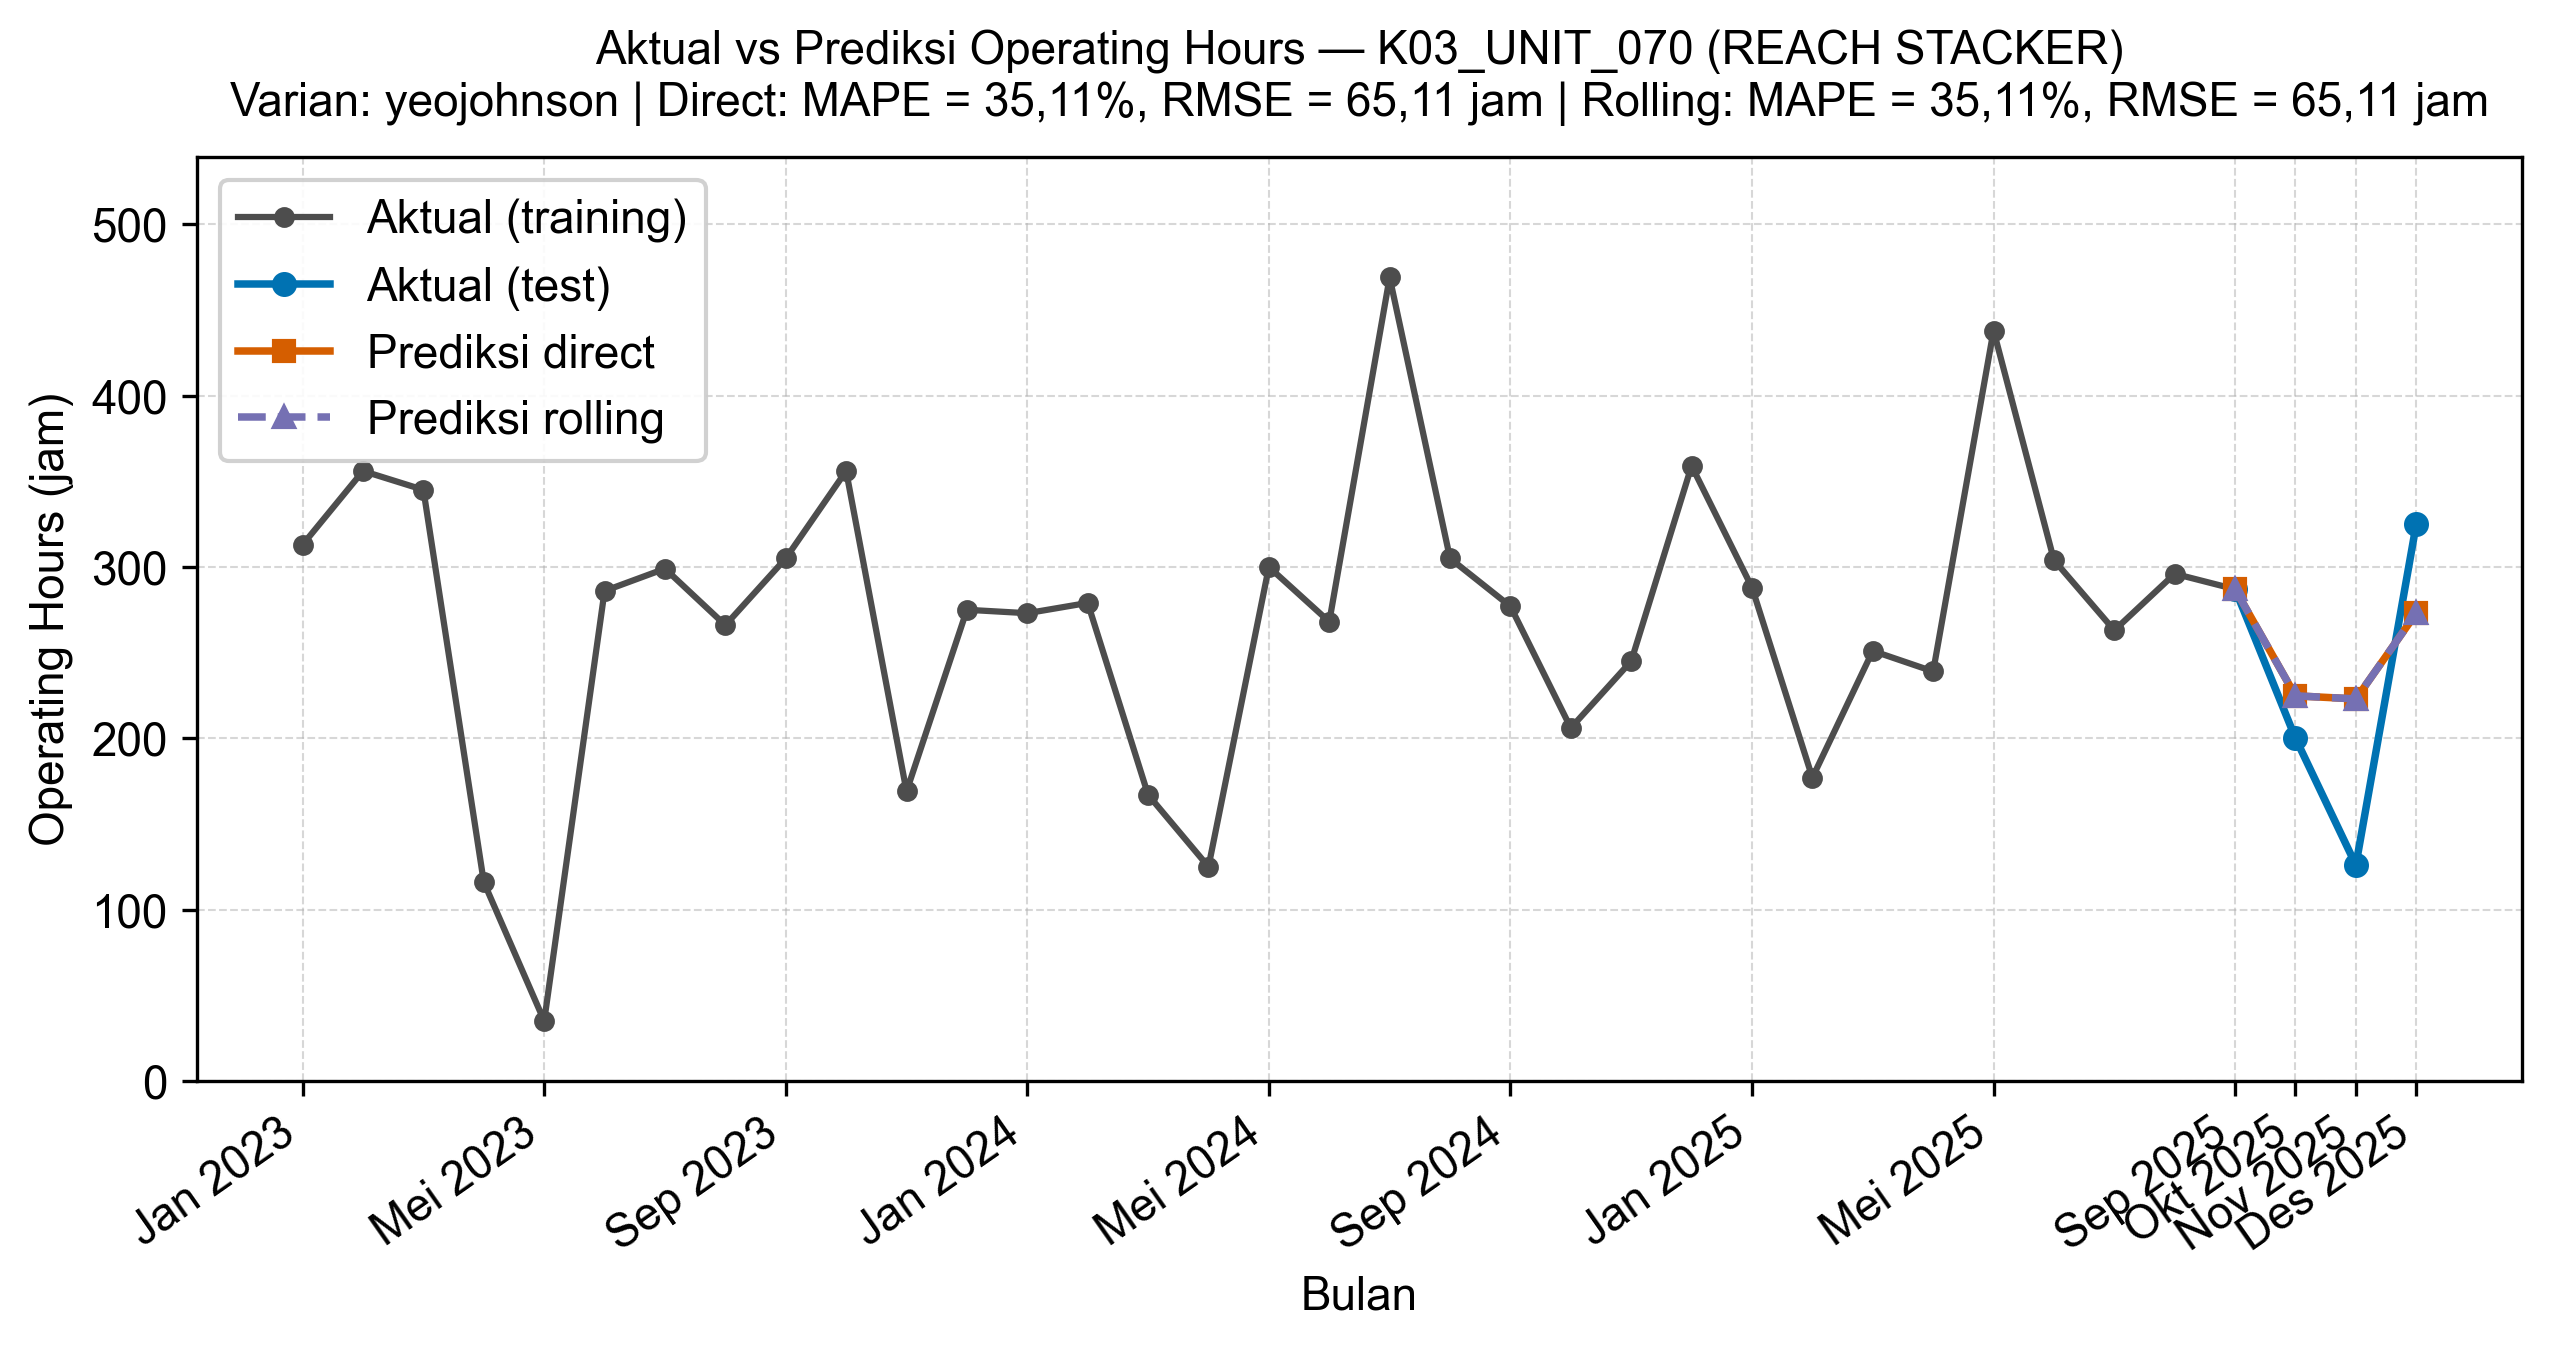 Aktual vs Prediksi Operating Hours — K03_UNIT_070 (REACH STACKER)
Varian: yeojohnson | Direct: MAPE = 35,11%, RMSE = 65,11 jam | Rolling: MAPE = 35,11%, RMSE = 65,11 jam
Aktual (training)
Aktual (test)
Prediksi direct
Prediksi rolling
Operating Hours (jam)
500
400
300
200
100
0
Jan 2023
Mei 2023
Sep 2023
Jan 2024
Mei 2024
Sep 2024
Jan 2025
Mei 2025
Sep 2025
Okt 2025
Nov 2025
Des 2025
Bulan